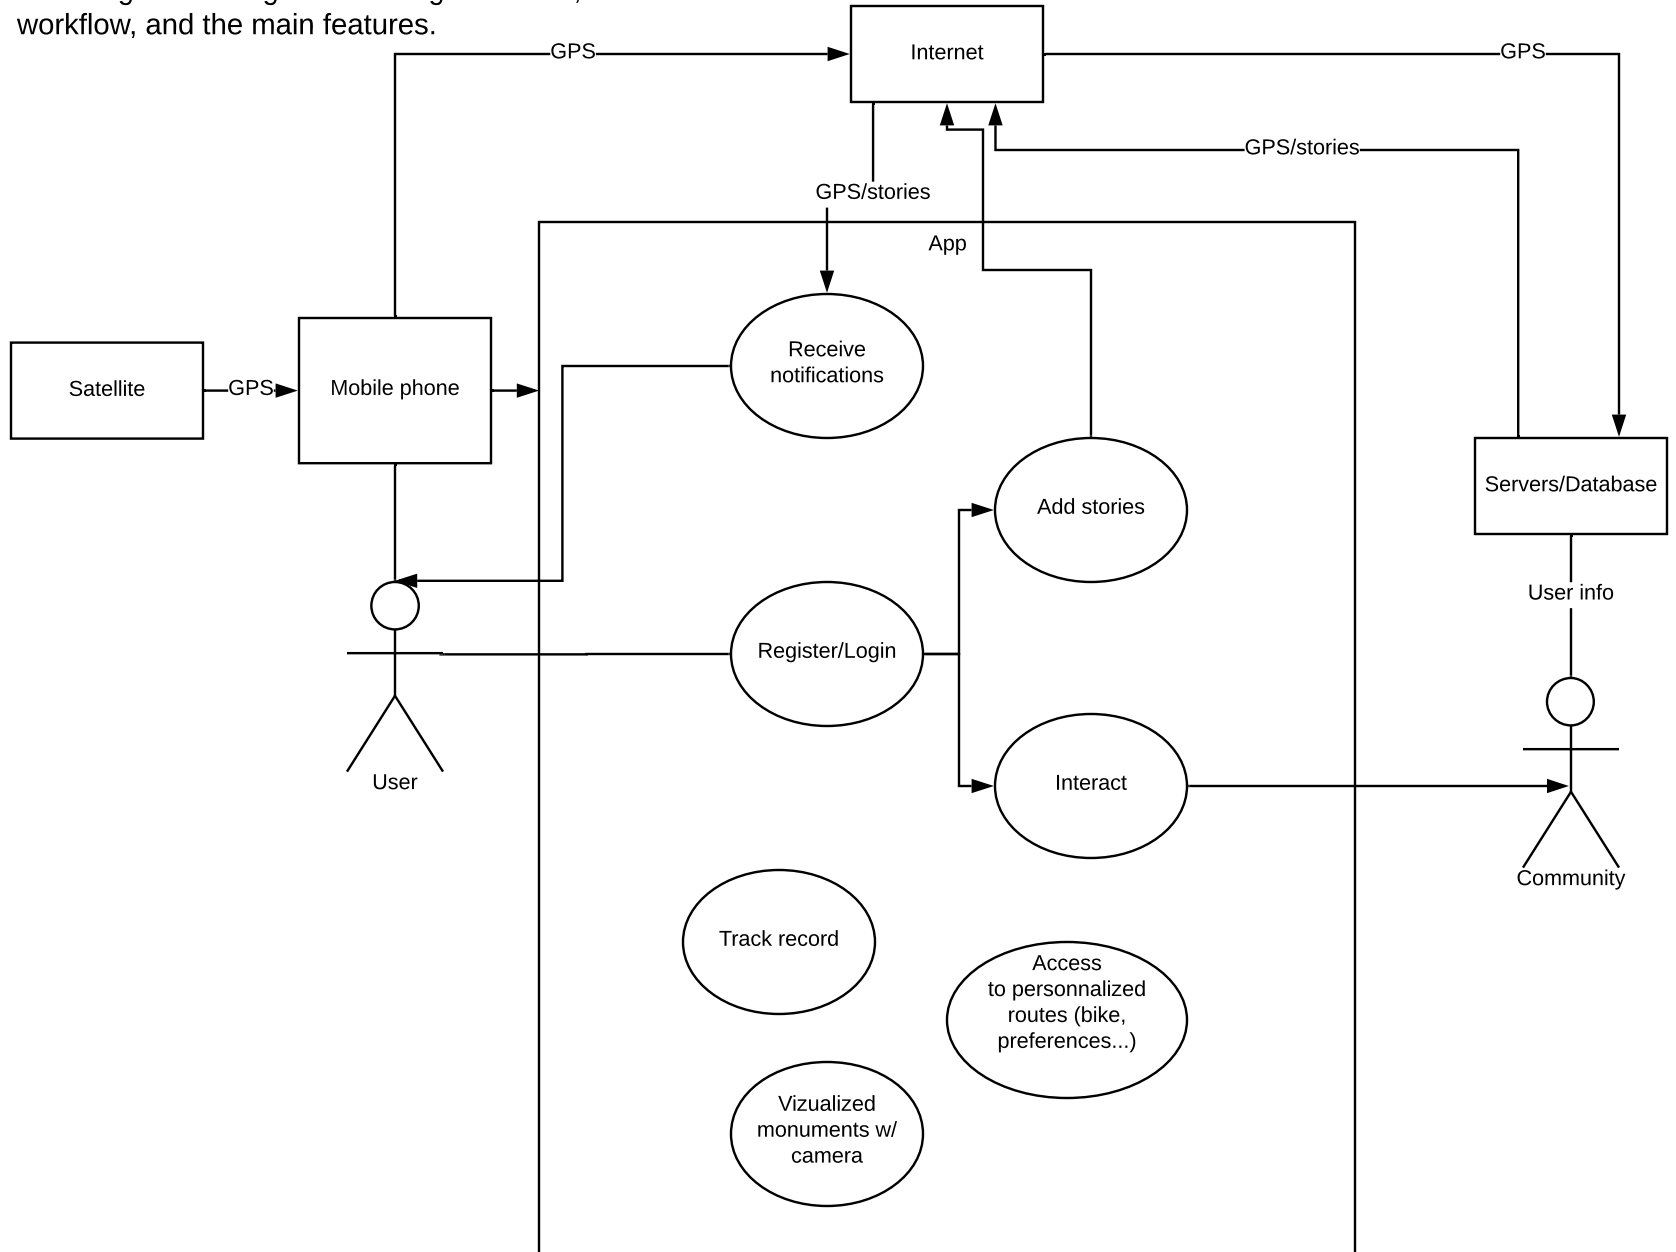 workflow, and the main features.
GPS
Internet
GPS
GPS/stories
GPS/stories
App
Receive
notifications
Satellite
GPS
Mobile phone
Add stories
Servers/Database
User info
Register/Login
User
Interact
Community
Track record
Access
to personnalized
routes (bike,
preferences...)
Vizualized
monuments w/
camera